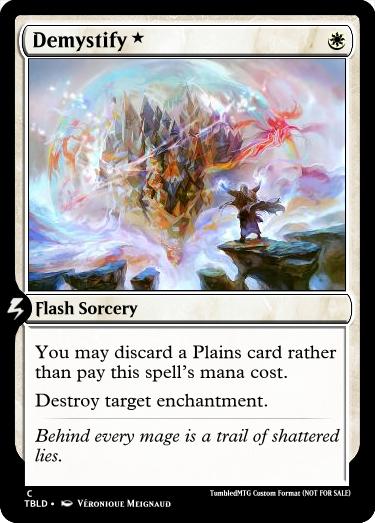 Demystify ★
Flash Sorcery
You may discard a Plains card rather
than pay this spell's mana cost.
Destroy target enchantment.
Behind every mage is a trail of shattered
lies.
C
TBLD • Véronique Meignaud
TumbledMTG Custom Format (NOT FOR SALE)